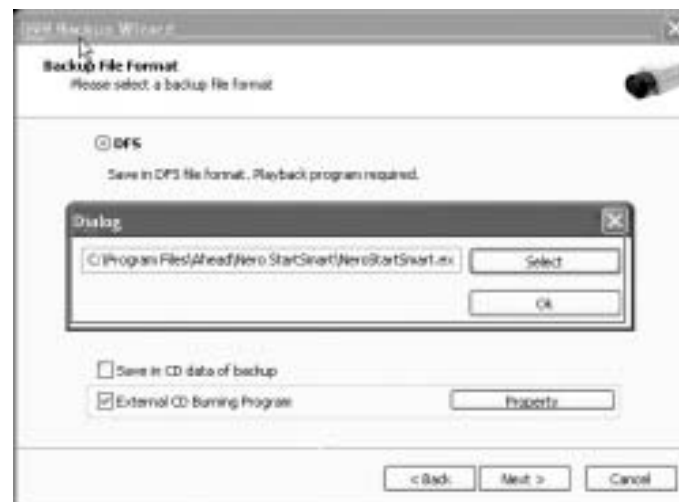 Backup Wizard
Backup File Format
Please select a backup file format
DFS
Save in DFS file format. Playback program required.
Dialog
C:\Program Files\Ahead\Nero StartSmart\NeroStartSmart.ex
Select
Ok
Save in CD data of backup
External CD Burning Program
Property
< Back
Next >
Cancel